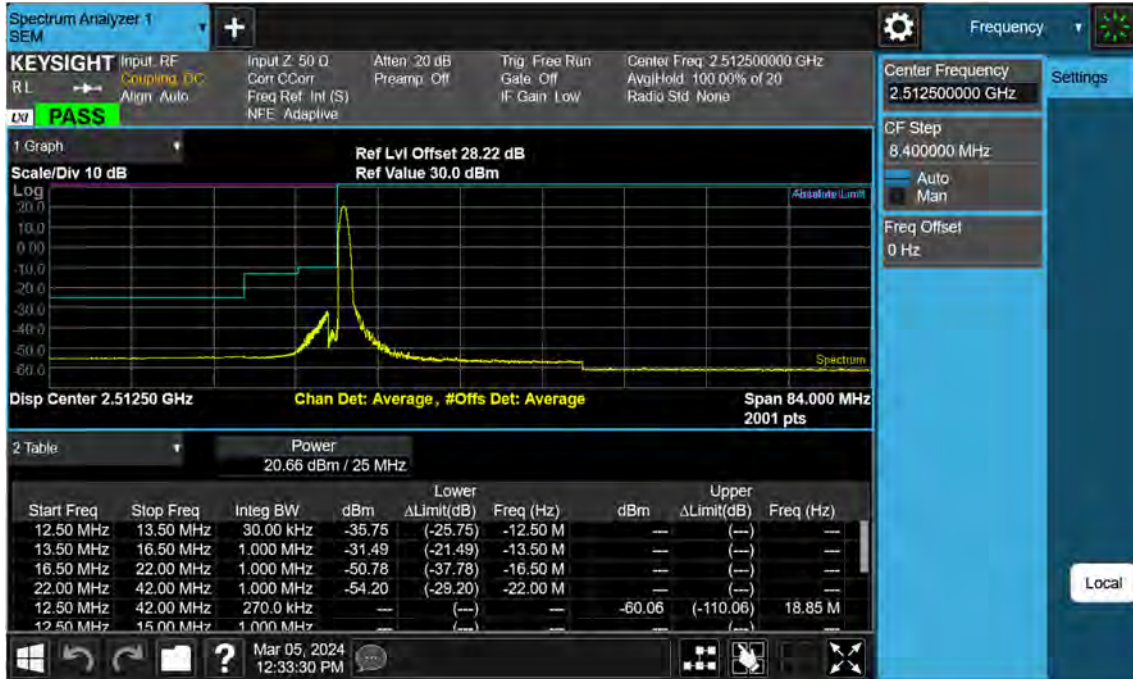 Spectrum Analyzer 1
SEM
Frequency
KEYSIGHT
RL
LXI
PASS
Input: RF
Coupling: DC
Align: Auto
Input Z: 50 Ω
Corr CCorr
Freq Ref: Int (S)
NFE: Adaptive
Atten: 20 dB
Preamp: Off
Trig: Free Run
Gate: Off
IF Gain: Low
Center Freq: 2.512500000 GHz
Avg|Hold: 100.00% of 20
Radio Std: None
Center Frequency
2.512500000 GHz
Settings
CF Step
8.400000 MHz
Auto
Man
Freq Offset
0 Hz
Local
1 Graph
Scale/Div 10 dB
Ref Lvl Offset 28.22 dB
Ref Value 30.0 dBm
Log
Absolute Limit
20.0
10.0
0.00
-10.0
-20.0
-30.0
-40.0
-50.0
-60.0
Spectrum
Disp Center 2.51250 GHz
Chan Det: Average, #Offs Det: Average
Span 84.000 MHz
2001 pts
2 Table
Power
20.66 dBm / 25 MHz
Lower Upper
Start Freq Stop Freq Integ BW dBm ΔLimit(dB) Freq (Hz) dBm ΔLimit(dB) Freq (Hz)
12.50 MHz 13.50 MHz 30.00 kHz -35.75 (-25.75) -12.50 M --- (---) ---
13.50 MHz 16.50 MHz 1.000 MHz -31.49 (-21.49) -13.50 M --- (---) ---
16.50 MHz 22.00 MHz 1.000 MHz -50.78 (-37.78) -16.50 M --- (---) ---
22.00 MHz 42.00 MHz 1.000 MHz -54.20 (-29.20) -22.00 M --- (---) ---
12.50 MHz 42.00 MHz 270.0 kHz --- (---) --- -60.06 (-110.06) 18.85 M
12.50 MHz 15.00 MHz 1.000 MHz --- (---) --- --- (---) ---
?
Mar 05, 2024
12:33:30 PM